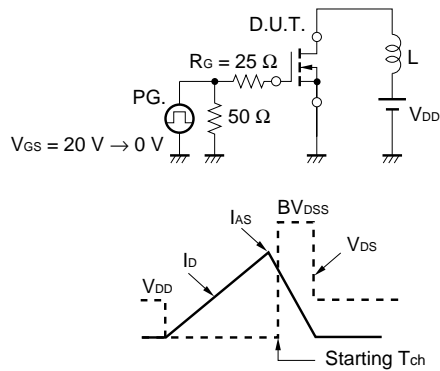 D.U.T.
RG = 25 Ω
L
PG.
50 Ω
VDD
VGS = 20 V → 0 V
BVDSS
IAS
VDS
ID
VDD
Starting Tch